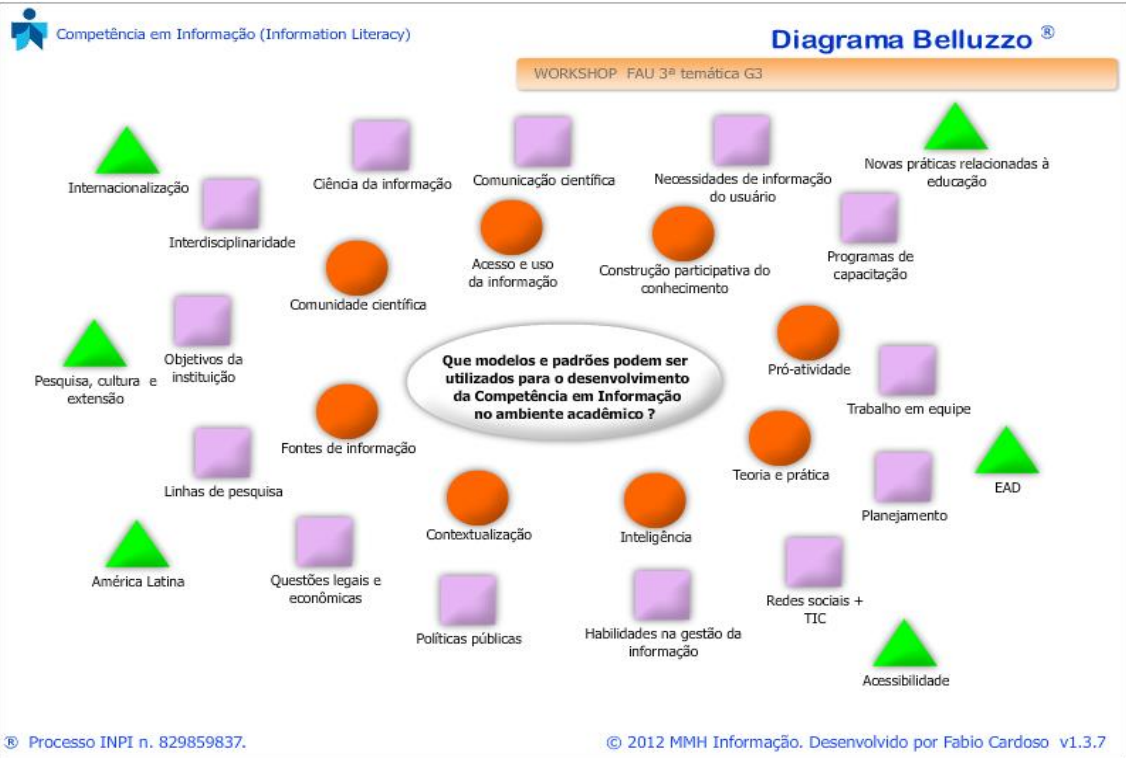 Competência em Informação (Information Literacy)
Diagrama Belluzzo ®
WORKSHOP FAU 3ª temática G3
Internacionalização
Ciência da informação
Comunicação científica
Necessidades de informação
do usuário
Novas práticas relacionadas à
educação
Interdisciplinaridade
Acesso e uso
da informação
Construção participativa do
conhecimento
Programas de
capacitação
Comunidade científica
Pesquisa, cultura e
extensão
Objetivos da
instituição
Que modelos e padrões podem ser
utilizados para o desenvolvimento
da Competência em Informação
no ambiente acadêmico ?
Pró-atividade
Trabalho em equipe
Fontes de informação
Linhas de pesquisa
Teoria e prática
EAD
Planejamento
Contextualização
Inteligência
América Latina
Questões legais e
econômicas
Políticas públicas
Habilidades na gestão da
informação
Redes sociais +
TIC
Acessibilidade
® Processo INPI n. 829859837.
© 2012 MMH Informação. Desenvolvido por Fabio Cardoso v1.3.7